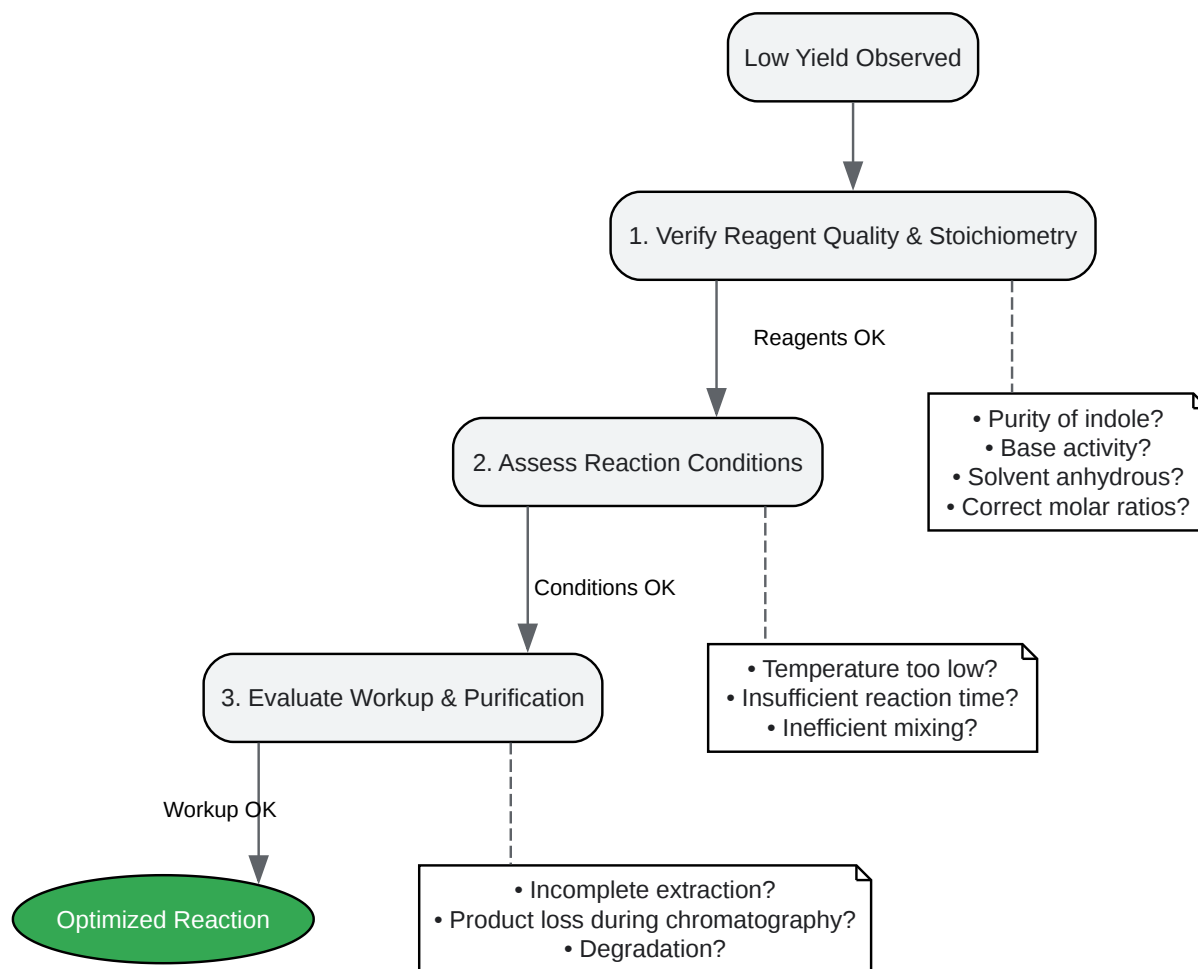 Low Yield Observed
1. Verify Reagent Quality & Stoichiometry
Reagents OK
• Purity of indole?
• Base activity?
• Solvent anhydrous?
• Correct molar ratios?
2. Assess Reaction Conditions
Conditions OK
• Temperature too low?
• Insufficient reaction time?
• Inefficient mixing?
3. Evaluate Workup & Purification
Workup OK
• Incomplete extraction?
• Product loss during chromatography?
• Degradation?
Optimized Reaction